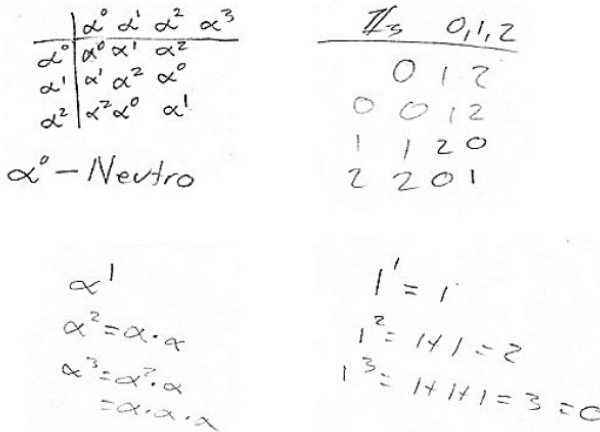 α⁰ α¹ α² α³
α⁰ α⁰ α¹ α²
α¹ α¹ α² α⁰
α² α² α⁰ α¹
α⁰ – Neutro
ℤ₃ 0,1,2
0 1 2
0 0 1 2
1 1 2 0
2 2 0 1
α¹
α² = α · α
α³ = α² · α
= α · α · α
1¹ = 1
1² = 1+1 = 2
1³ = 1+1+1 = 3 = 0